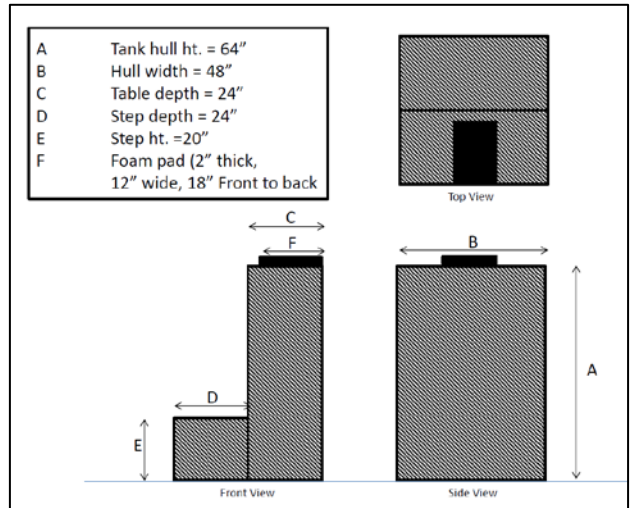 A Tank hull ht. = 64”
B Hull width = 48”
C Table depth = 24”
D Step depth = 24”
E Step ht. =20”
F Foam pad (2” thick,
12” wide, 18” Front to back
Top View
C
F
D
E
Front View
B
A
Side View